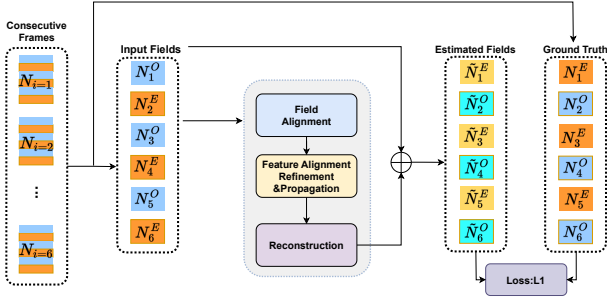 Consecutive
Frames
N_{i=1}
N_{i=2}
⋮
N_{i=6}
Input Fields
N_1^O
N_2^E
N_3^O
N_4^E
N_5^O
N_6^E
Field
Alignment
Feature Alignment
Refinement
&Propagation
Reconstruction
Estimated Fields
Ñ_1^E
Ñ_2^O
Ñ_3^E
Ñ_4^O
Ñ_5^E
Ñ_6^O
Ground Truth
N_1^E
N_2^O
N_3^E
N_4^O
N_5^E
N_6^O
Loss:L1